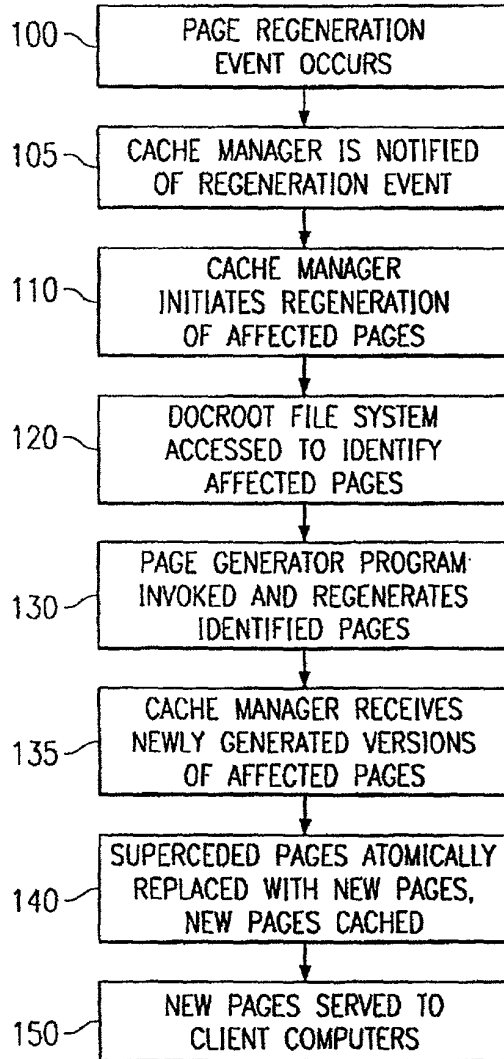 100
PAGE REGENERATION
EVENT OCCURS
105
CACHE MANAGER IS NOTIFIED
OF REGENERATION EVENT
110
CACHE MANAGER
INITIATES REGENERATION
OF AFFECTED PAGES
120
DOCROOT FILE SYSTEM
ACCESSED TO IDENTIFY
AFFECTED PAGES
130
PAGE GENERATOR PROGRAM
INVOKED AND REGENERATES
IDENTIFIED PAGES
135
CACHE MANAGER RECEIVES
NEWLY GENERATED VERSIONS
OF AFFECTED PAGES
140
SUPERCEDED PAGES ATOMICALLY
REPLACED WITH NEW PAGES,
NEW PAGES CACHED
150
NEW PAGES SERVED TO
CLIENT COMPUTERS